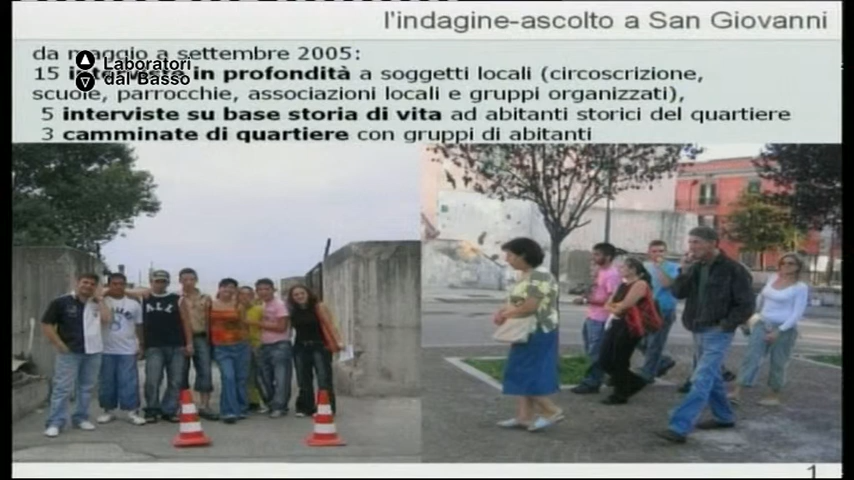 l'indagine-ascolto a San Giovanni
da maggio a settembre 2005:
Laboratori
dal Basso
15 interviste in profondità a soggetti locali (circoscrizione,
scuole, parrocchie, associazioni locali e gruppi organizzati),
5 interviste su base storia di vita ad abitanti storici del quartiere
3 camminate di quartiere con gruppi di abitanti
ALL
1